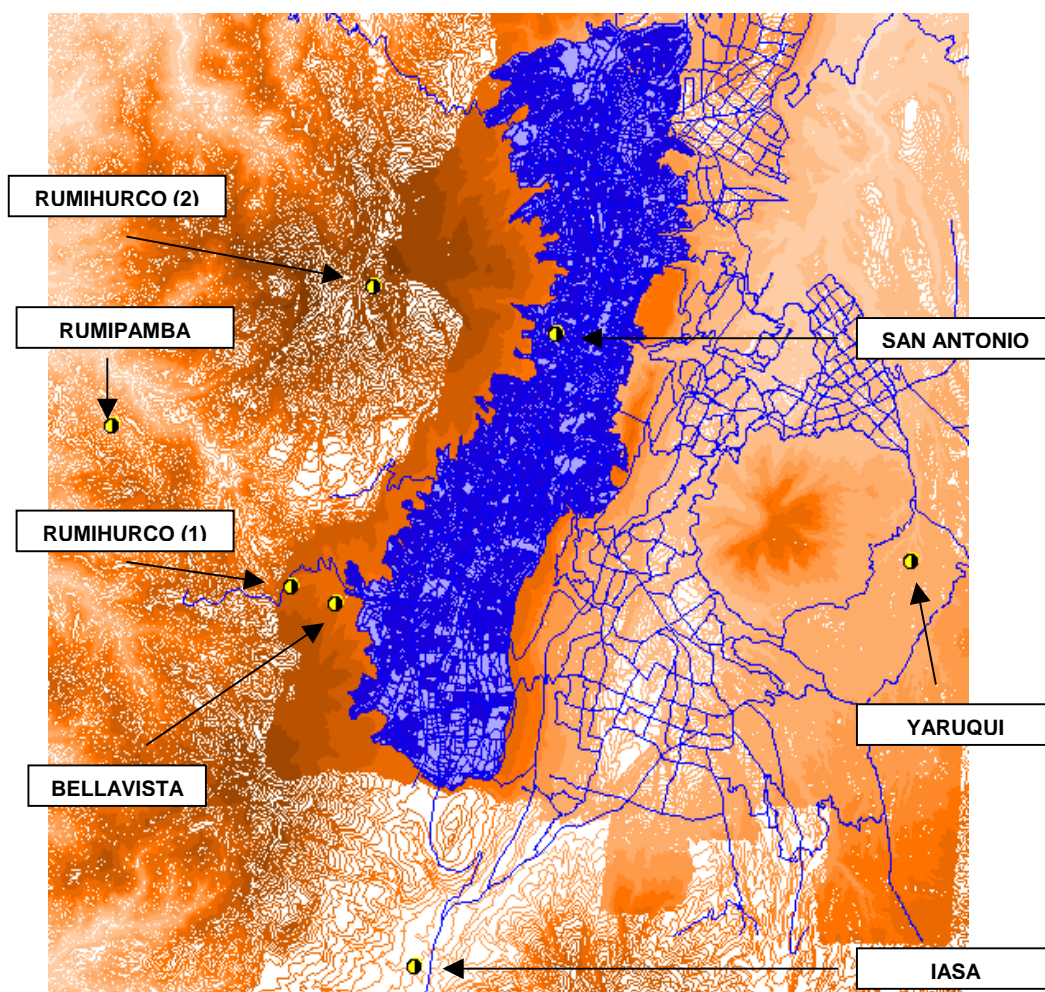 RUMIHURCO (2)
RUMIPAMBA
SAN ANTONIO
RUMIHURCO (1)
YARUQUI
BELLAVISTA
IASA